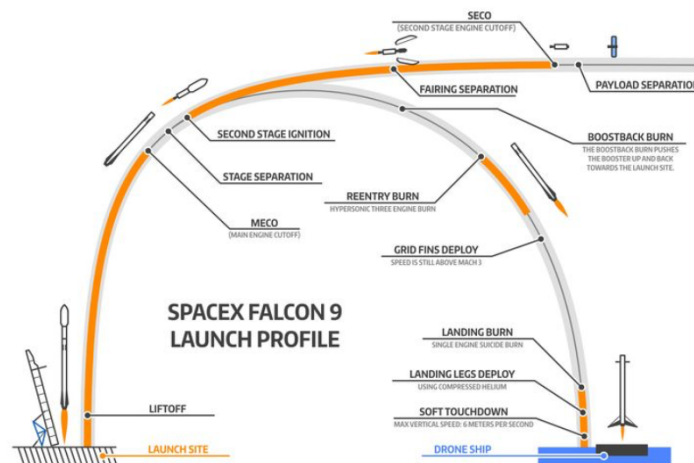 SECO
(SECOND STAGE ENGINE CUTOFF)
FAIRING SEPARATION
PAYLOAD SEPARATION
SECOND STAGE IGNITION
BOOSTBACK BURN
THE BOOSTBACK BURN PUSHES
THE BOOSTER UP AND BACK
TOWARDS THE LAUNCH SITE.
STAGE SEPARATION
REENTRY BURN
HYPERSONIC THREE ENGINE BURN
MECO
(MAIN ENGINE CUTOFF)
GRID FINS DEPLOY
SPEED IS STILL ABOVE MACH 3
SPACEX FALCON 9
LAUNCH PROFILE
LANDING BURN
SINGLE ENGINE SUICIDE BURN
LANDING LEGS DEPLOY
USING COMPRESSED HELIUM
LIFTOFF
SOFT TOUCHDOWN
MAX VERTICAL SPEED: 6 METERS PER SECOND
LAUNCH SITE
DRONE SHIP